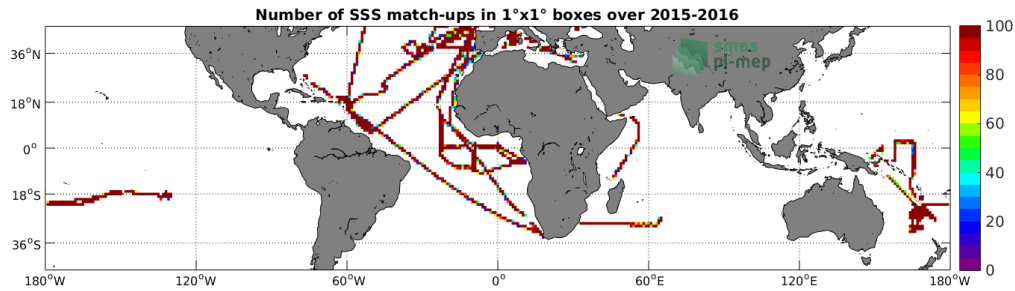 Number of SSS match-ups in 1°x1° boxes over 2015-2016
smos
pi-mep
100
80
60
40
20
0
36°N
18°N
0°
18°S
36°S
180°W
120°W
60°W
0°
60°E
120°E
180°W